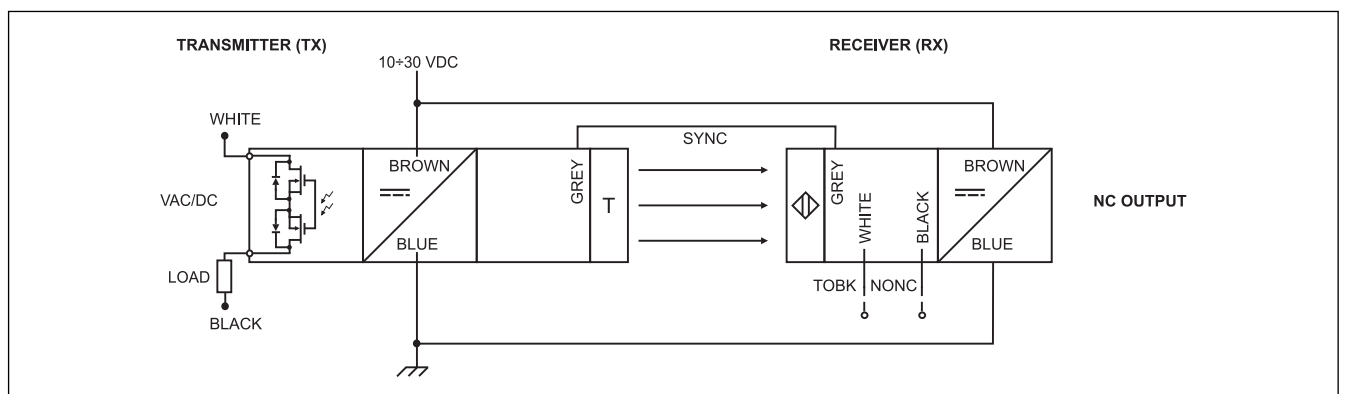 TRANSMITTER (TX)
RECEIVER (RX)
10÷30 VDC
WHITE
SYNC
BROWN
GREY
T
GREY
WHITE
BLACK
BROWN
VAC/DC
NC OUTPUT
BLUE
BLUE
LOAD
TOBK
NONC
BLACK